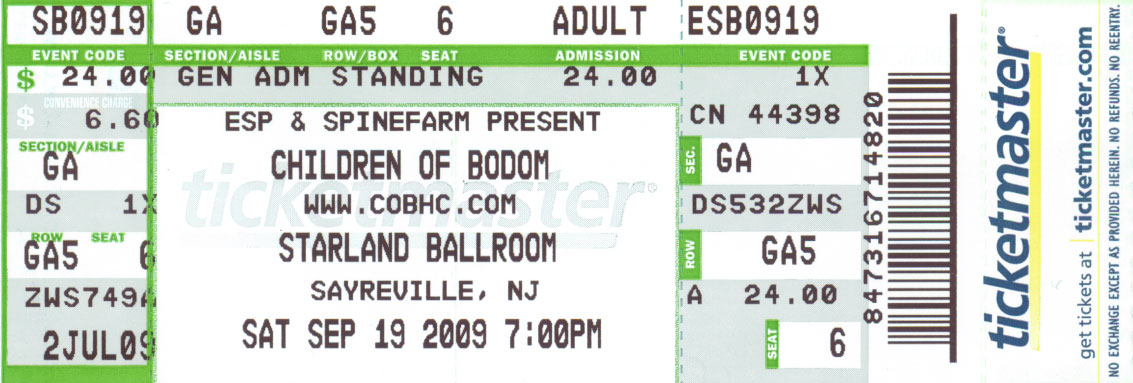 SB0919 GA GA5 6 ADULT ESB0919
EVENT CODE SECTION/AISLE ROW/BOX SEAT ADMISSION EVENT CODE
$ 24.00 GEN ADM STANDING 24.00 1X
CONVENIENCE CHARGE
$ 6.60
SECTION/AISLE
GA
DS 1X
ROW SEAT
GA5 6
ZWS749A
2JUL09
ESP & SPINEFARM PRESENT
CHILDREN OF BODOM
WWW.COBHC.COM
ticketmaster®
STARLAND BALLROOM
SAYREVILLE, NJ
SAT SEP 19 2009 7:00PM
CN 44398
SEC. GA
DS532ZWS
ROW GA5
A 24.00
SEAT 6
847316714820
ticketmaster®
get tickets at ticketmaster.com
NO EXCHANGE EXCEPT AS PROVIDED HEREIN. NO REFUNDS. NO REENTRY.